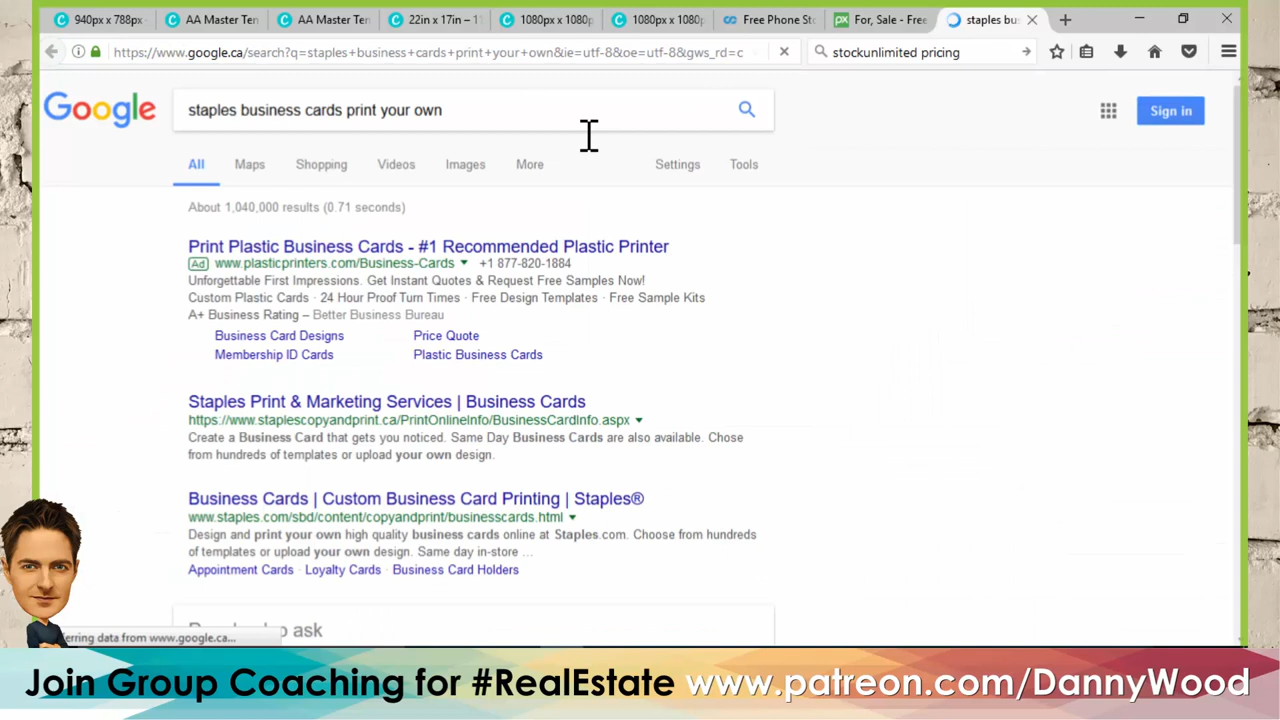 940px x 788px -
AA Master Ten
AA Master Ten
22in x 17in – 1
1080px x 1080p
1080px x 1080p
Free Phone Sto
For, Sale - Free
staples bus
https://www.google.ca/search?q=staples+business+cards+print+your+own&ie=utf-8&oe=utf-8&gws_rd=c
stockunlimited pricing
Google
staples business cards print your own
Sign in
All
Maps
Shopping
Videos
Images
More
Settings
Tools
About 1,040,000 results (0.71 seconds)
Print Plastic Business Cards - #1 Recommended Plastic Printer
Ad www.plasticprinters.com/Business-Cards +1 877-820-1884
Unforgettable First Impressions. Get Instant Quotes & Request Free Samples Now!
Custom Plastic Cards · 24 Hour Proof Turn Times · Free Design Templates · Free Sample Kits
A+ Business Rating – Better Business Bureau
Business Card Designs
Price Quote
Membership ID Cards
Plastic Business Cards
Staples Print & Marketing Services | Business Cards
https://www.staplescopyandprint.ca/PrintOnlineInfo/BusinessCardInfo.aspx
Create a Business Card that gets you noticed. Same Day Business Cards are also available. Chose
from hundreds of templates or upload your own design.
Business Cards | Custom Business Card Printing | Staples®
www.staples.com/sbd/content/copyandprint/businesscards.html
Design and print your own high quality business cards online at Staples.com. Choose from hundreds
of templates or upload your own design. Same day in-store ...
Appointment Cards · Loyalty Cards · Business Card Holders
ask
erring data from www.google.ca...
Join Group Coaching for #RealEstate www.patreon.com/DannyWood